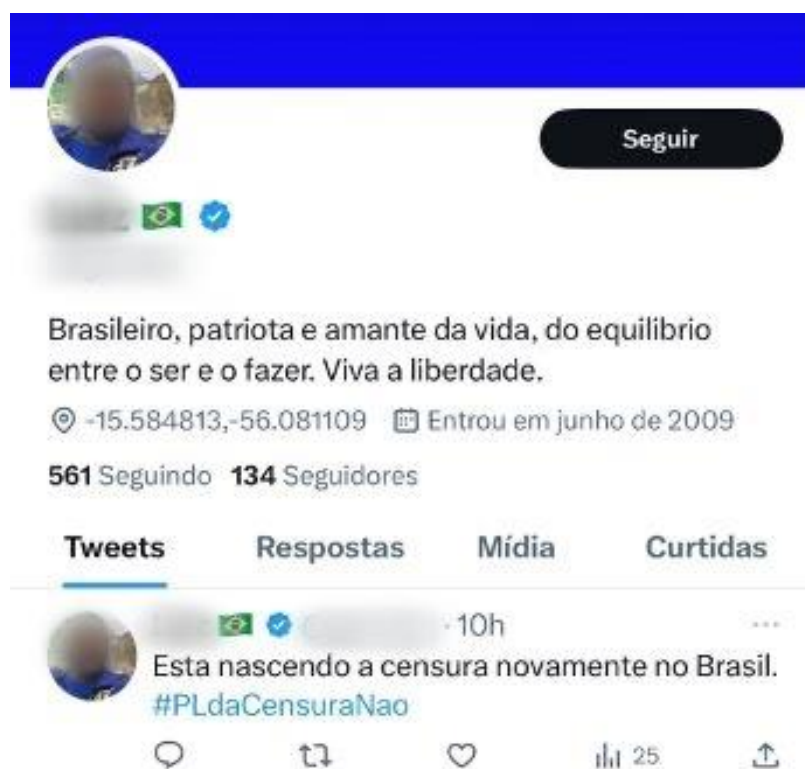 Seguir
Brasileiro, patriota e amante da vida, do equilibrio
entre o ser e o fazer. Viva a liberdade.
-15.584813,-56.081109 Entrou em junho de 2009
561 Seguindo 134 Seguidores
Tweets Respostas Mídia Curtidas
· 10h
Esta nascendo a censura novamente no Brasil.
#PLdaCensuraNao
25